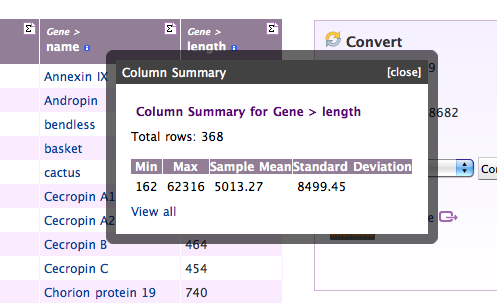 Gene >
name
Gene >
length
Convert
Column Summary
[close]
Column Summary for Gene > length
Total rows: 368
Min Max Sample Mean Standard Deviation
162 62316 5013.27 8499.45
View all
Annexin IX
Andropin
bendless
basket
cactus
Cecropin A1
Cecropin A2
Cecropin B 464
Cecropin C 454
Chorion protein 19 740
9
8682
Con